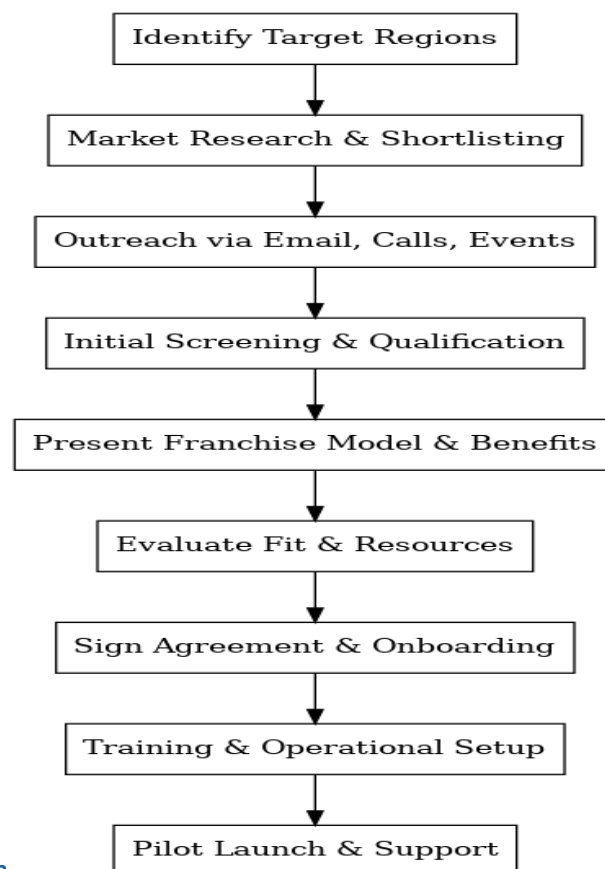 Identify Target Regions
Market Research & Shortlisting
Outreach via Email, Calls, Events
Initial Screening & Qualification
Present Franchise Model & Benefits
Evaluate Fit & Resources
Sign Agreement & Onboarding
Training & Operational Setup
Pilot Launch & Support